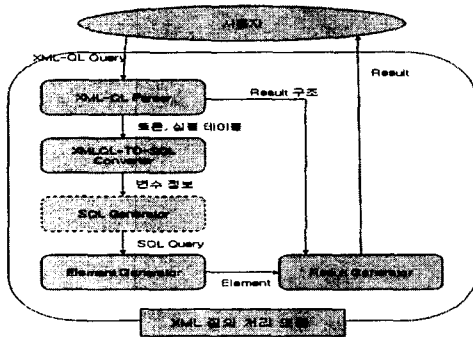 사용자
XML-QL Query
Result
XML-QL Parser
Result 구조
토큰, 심볼 테이블
XMLQL-TO-SQL
Converter
변수 정보
SQL Generator
SQL Query
Element Generator
Element
Result Generator
XML 질의 처리 모듈